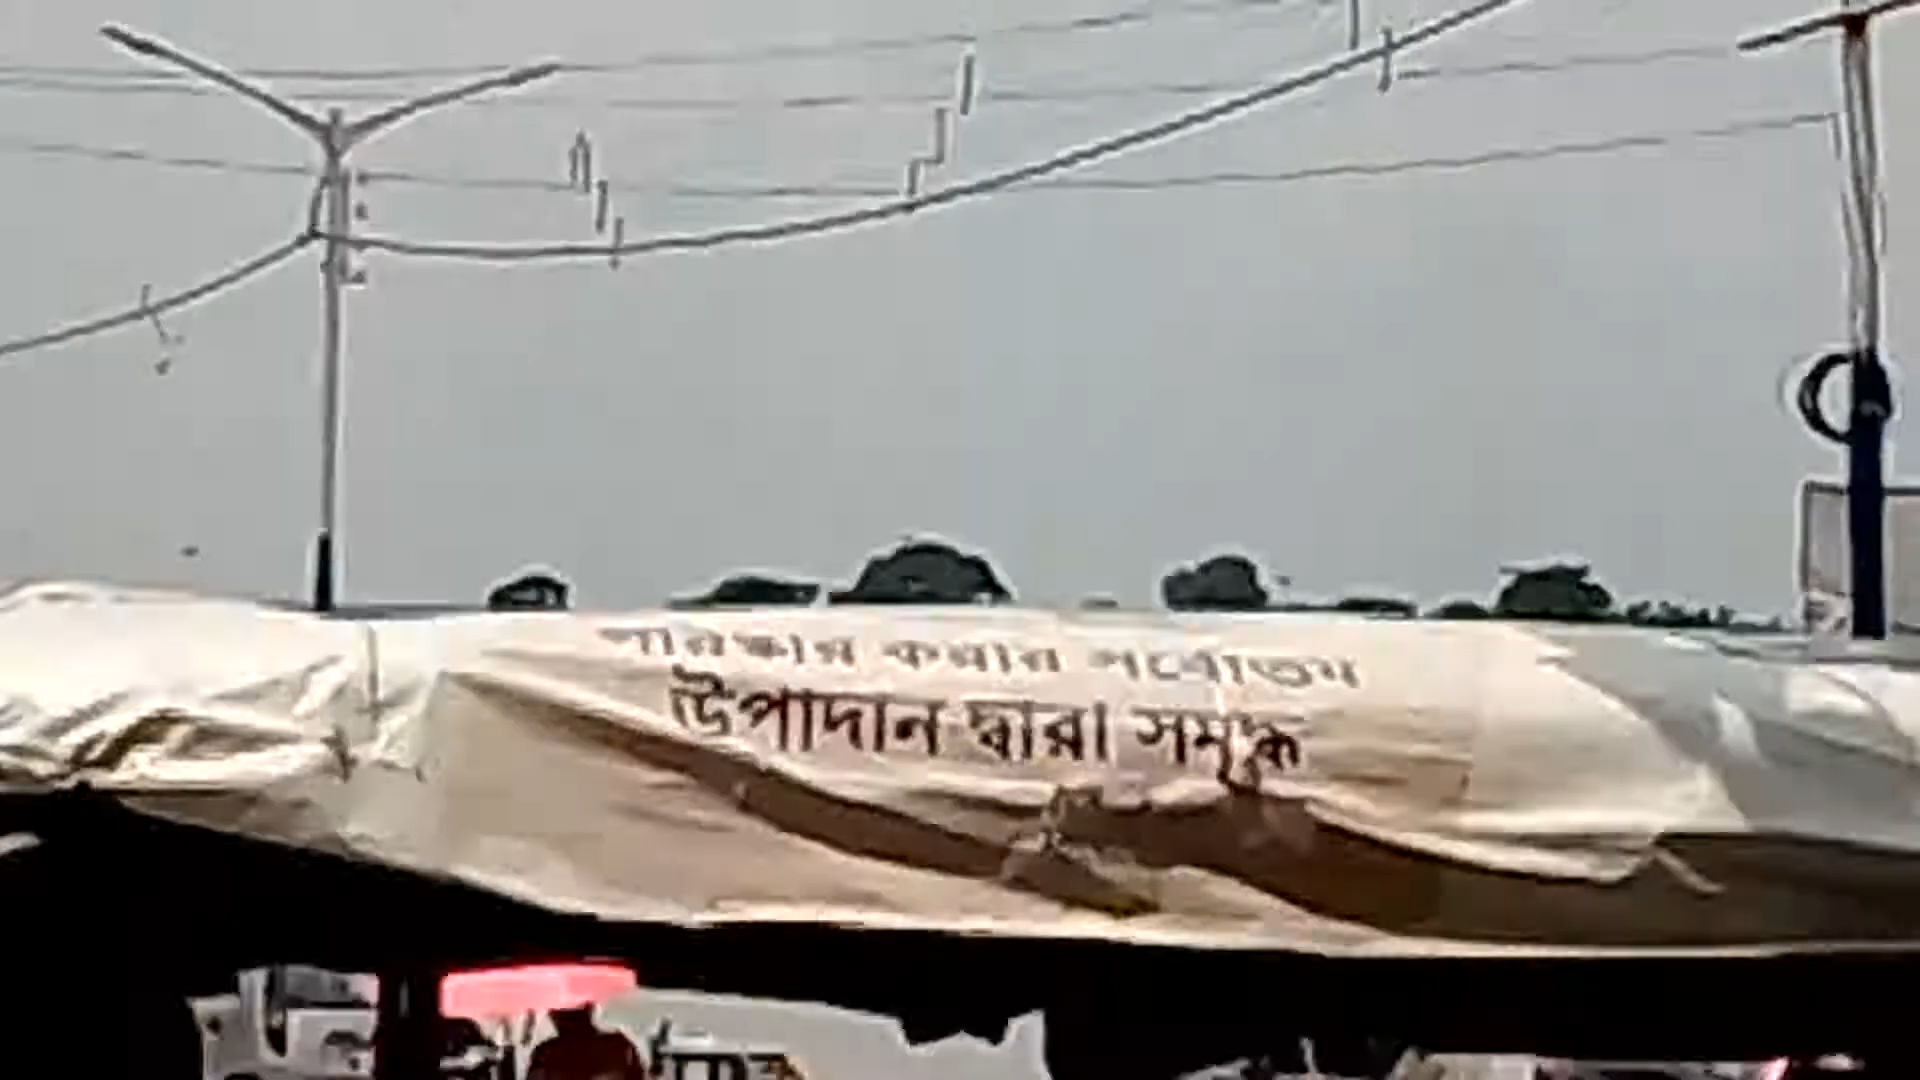 পরিষ্কার করার সর্বোত্তম
উপাদান দ্বারা সমৃদ্ধ